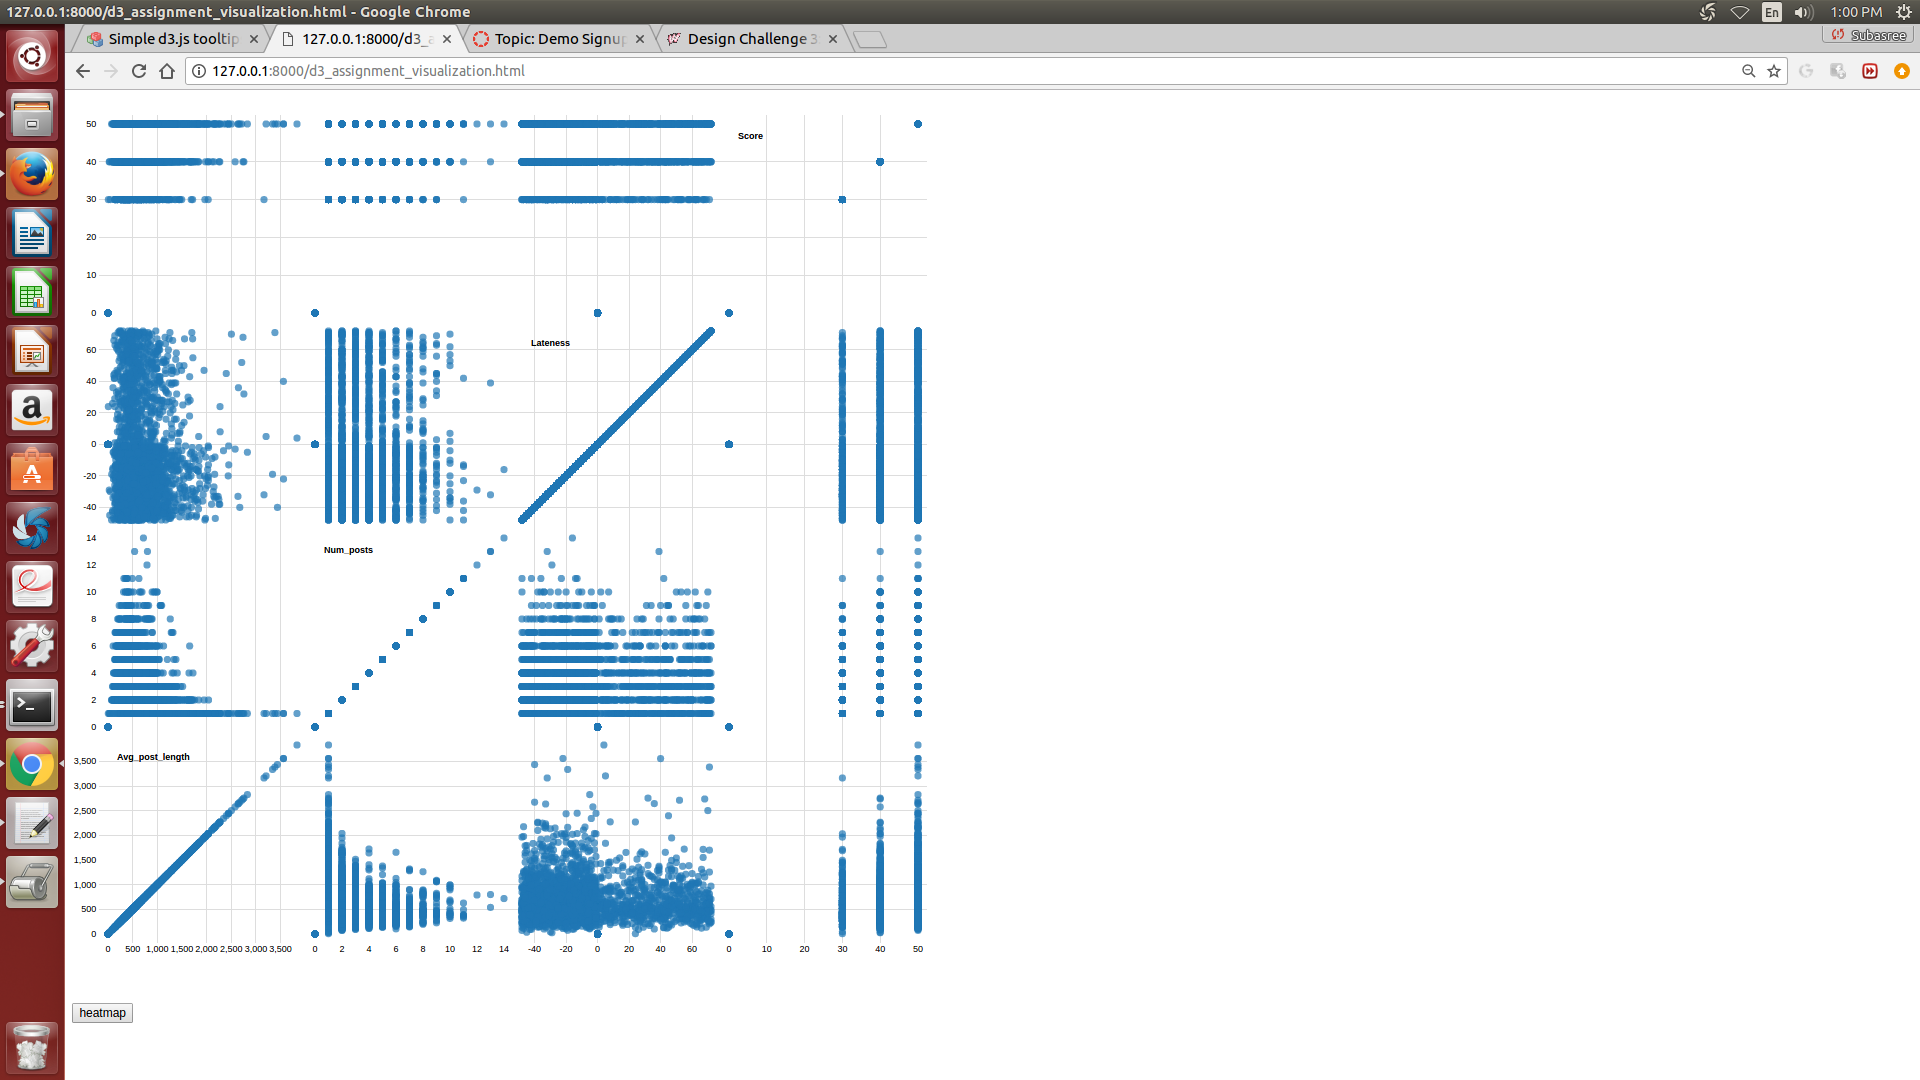 127.0.0.1:8000/d3_assignment_visualization.html - Google Chrome
En
1:00 PM
Simple d3.js tooltip
127.0.0.1:8000/d3_a
Topic: Demo Signup
Design Challenge 3
Subasree
127.0.0.1:8000/d3_assignment_visualization.html
50
Score
40
30
20
10
0
Lateness
60
40
20
0
-20
-40
14
Num_posts
12
10
8
6
4
2
0
Avg_post_length
3,500
3,000
2,500
2,000
1,500
1,000
500
0
0 500 1,000 1,500 2,000 2,500 3,000 3,500 0 2 4 6 8 10 12 14 -40 -20 0 20 40 60 0 10 20 30 40 50
heatmap